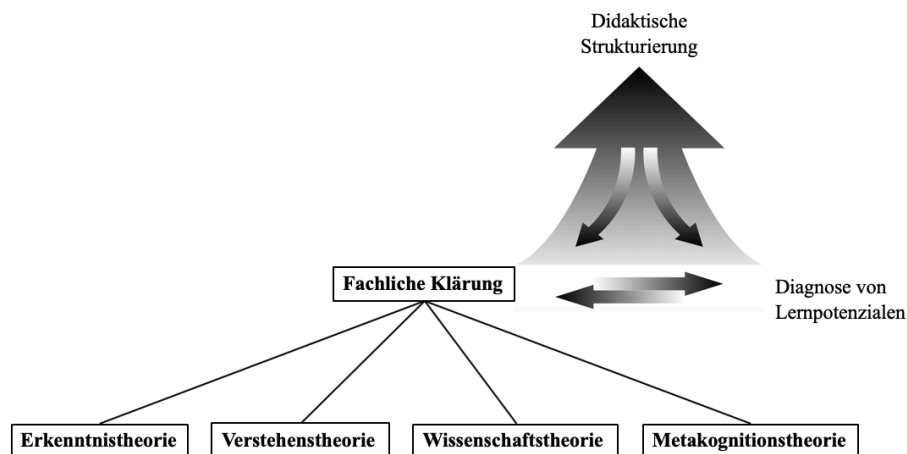 Didaktische
Strukturierung
Fachliche Klärung
Diagnose von
Lernpotenzialen
Erkenntnistheorie
Verstehenstheorie
Wissenschaftstheorie
Metakognitionstheorie